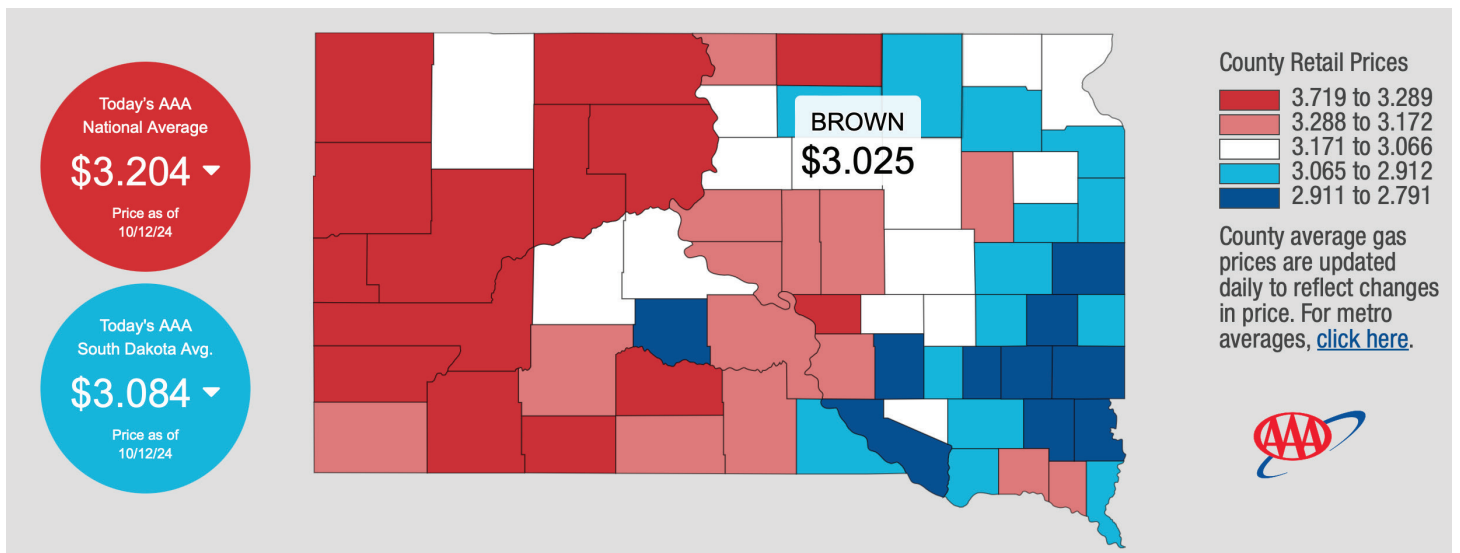 Today's AAA
National Average
$3.204
Price as of
10/12/24
Today's AAA
South Dakota Avg.
$3.084
Price as of
10/12/24
BROWN
$3.025
County Retail Prices
3.719 to 3.289
3.288 to 3.172
3.171 to 3.066
3.065 to 2.912
2.911 to 2.791
County average gas
prices are updated
daily to reflect changes
in price. For metro
averages, click here.
AAA